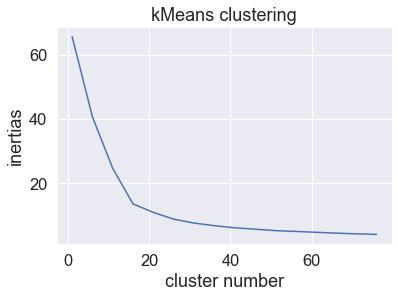 kMeans clustering
60
40
20
inertias
0 20 40 60
cluster number